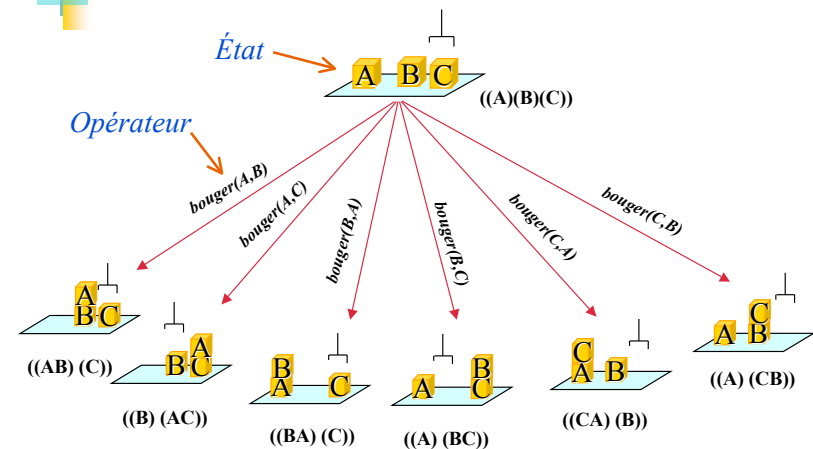 État
A B C
((A)(B)(C))
Opérateur
bouger(A,B)
bouger(A,C)
bouger(B,A)
bouger(B,C)
bouger(C,A)
bouger(C,B)
A
B C
((AB) (C))
A
B C
((B) (AC))
B
A C
((BA) (C))
B
A C
((A) (BC))
C
A B
((CA) (B))
C
A B
((A) (CB))